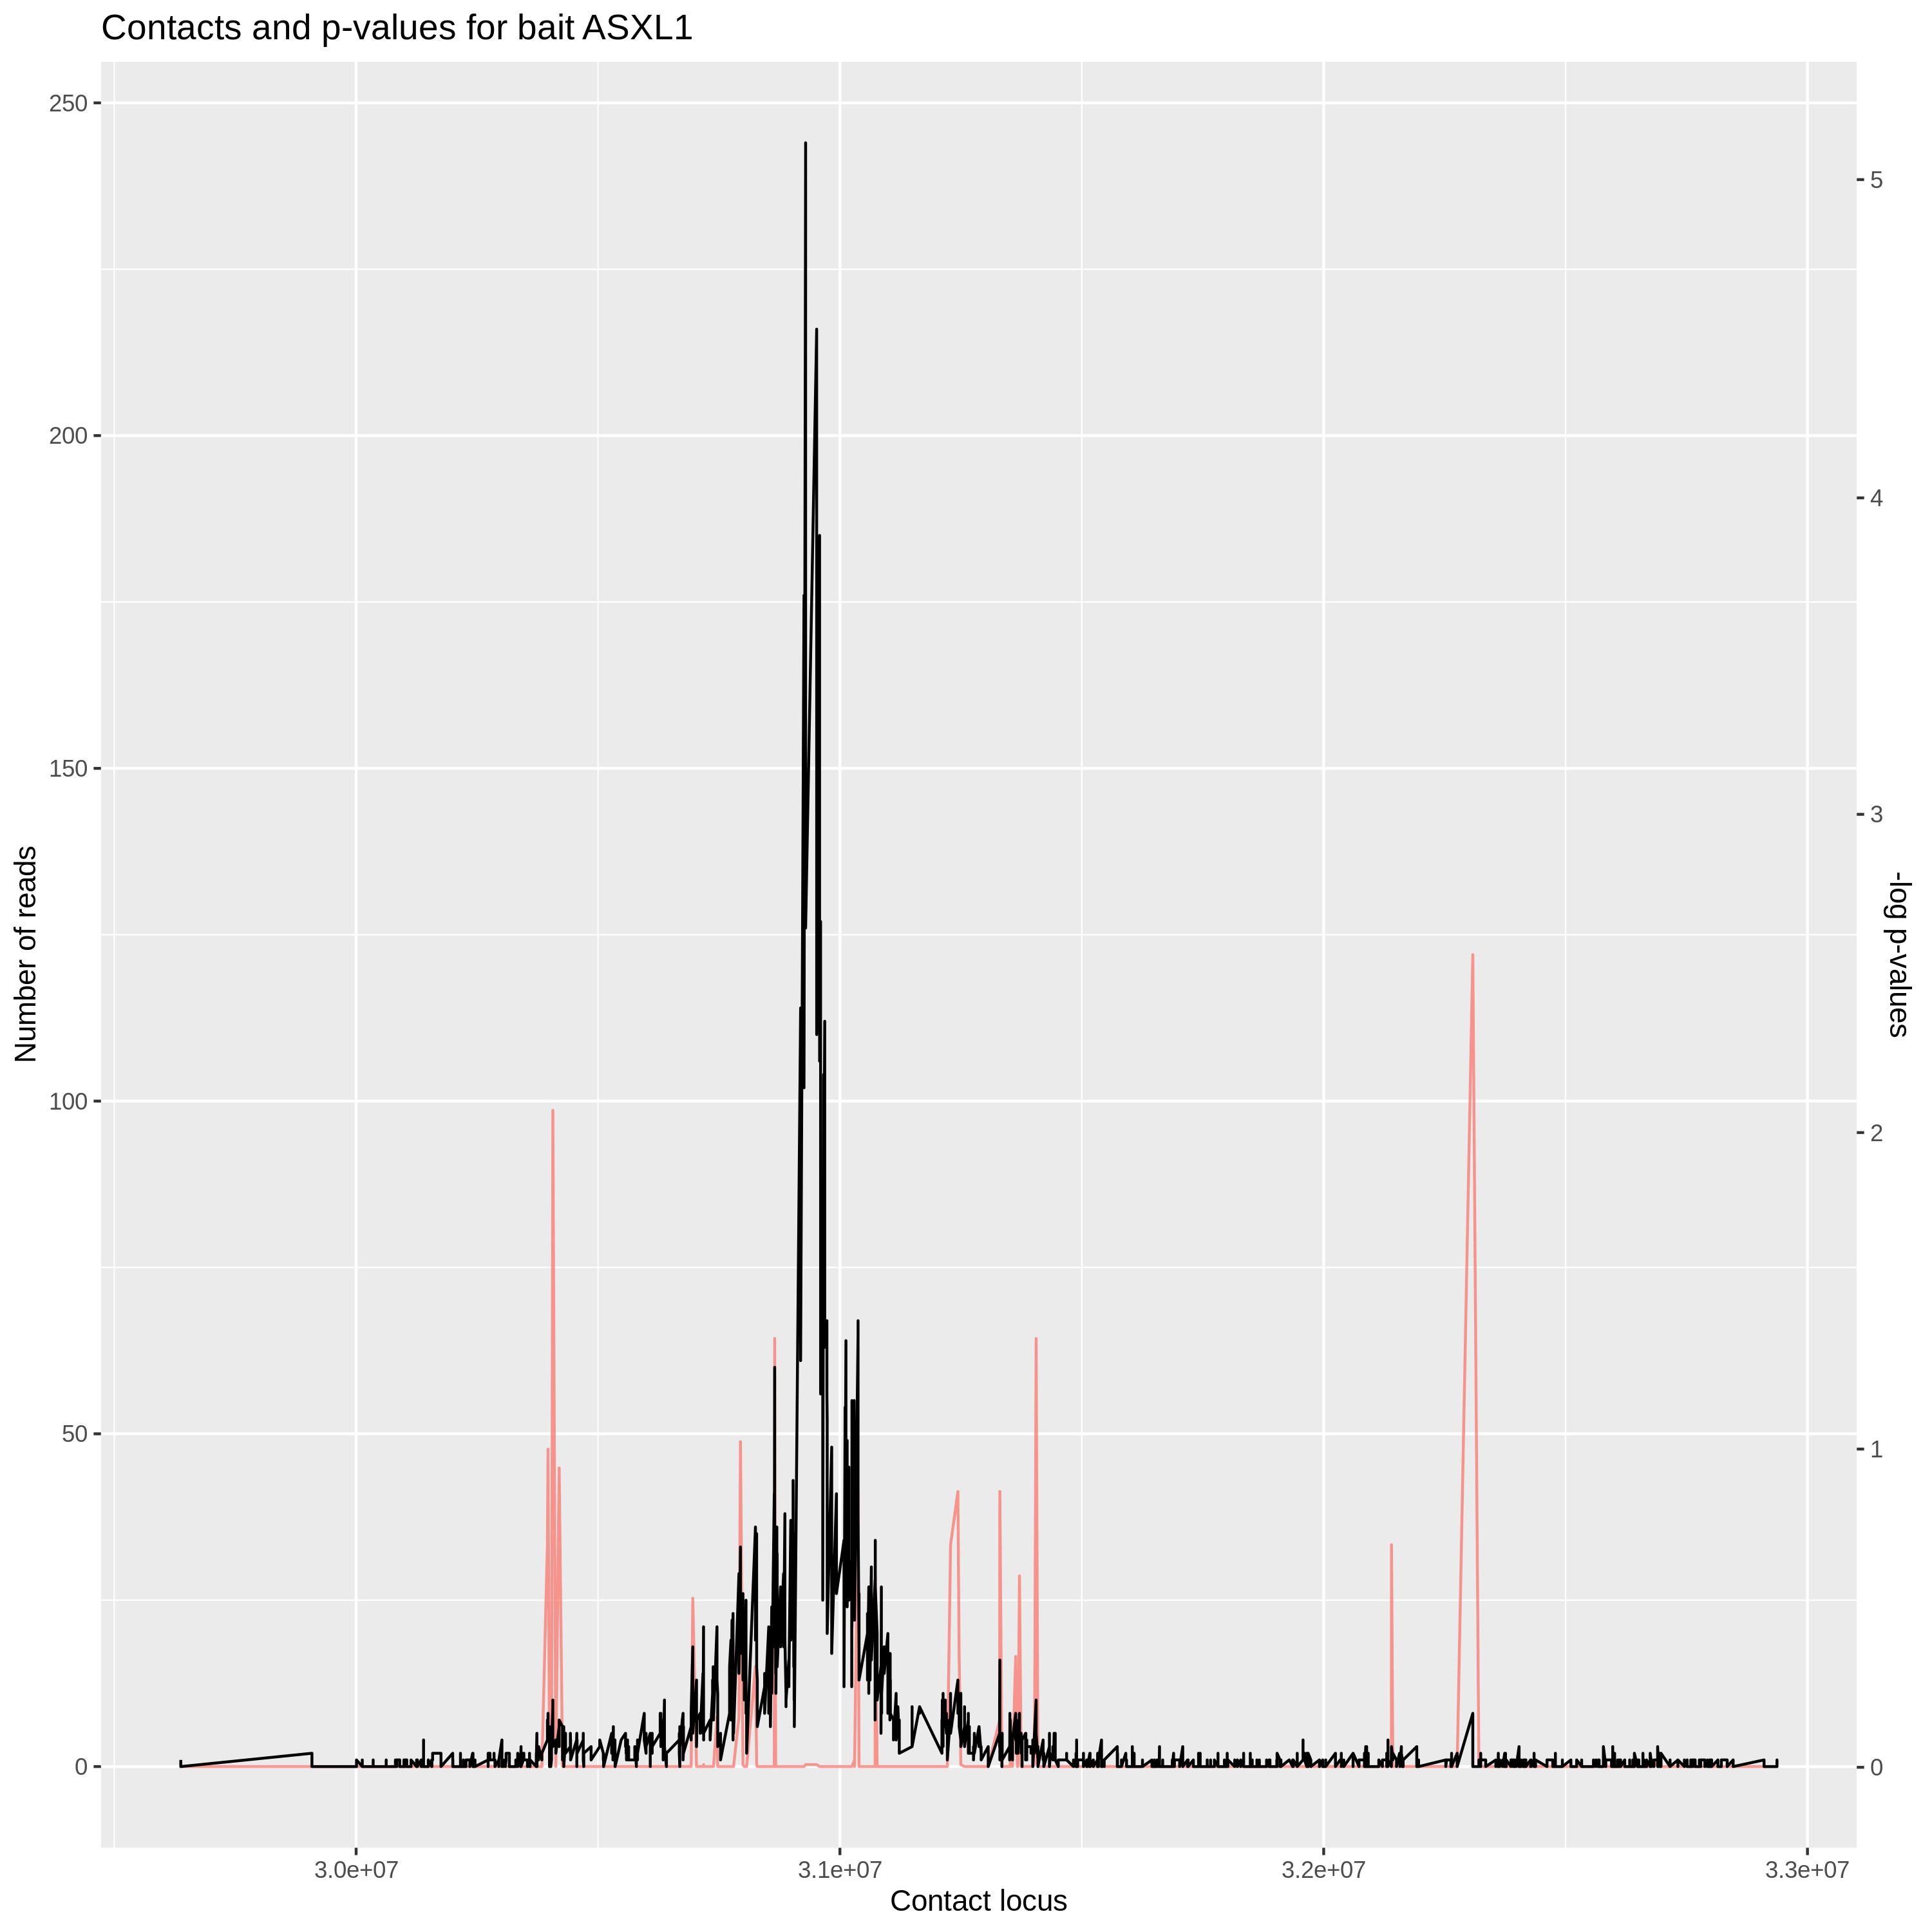 Contacts and p-values for bait ASXL1
250
200
150
100
50
0
Number of reads
5
4
3
2
1
0
-log p-values
3.0e+07
3.1e+07
3.2e+07
3.3e+07
Contact locus